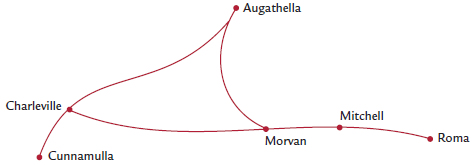 Augathella
Charleville
Mitchell
Morvan
Roma
Cunnamulla